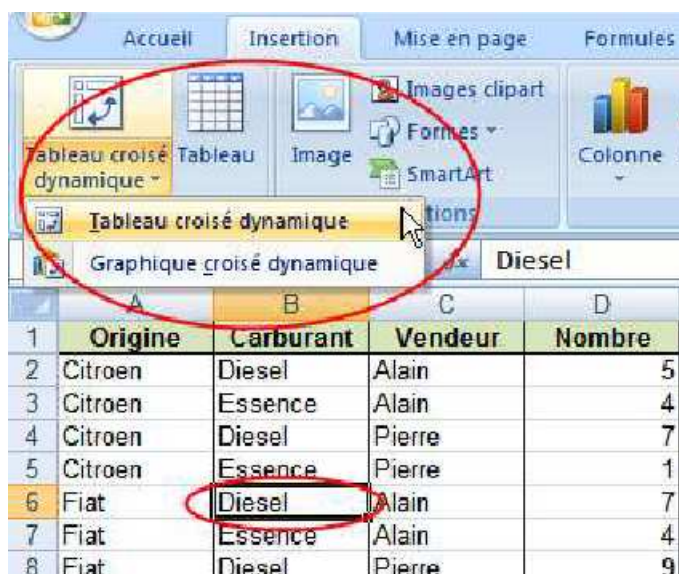 Accueil Insertion Mise en page Formules
Images clipart
Formes
Tableau croisé Tableau Image SmartArt Colonne
dynamique
Tableau croisé dynamique
Graphique croisé dynamique fx Diesel
A B C D
1 Origine Carburant Vendeur Nombre
2 Citroen Diesel Alain 5
3 Citroen Essence Alain 4
4 Citroen Diesel Pierre 7
5 Citroen Essence Pierre 1
6 Fiat Diesel Alain 7
7 Fiat Essence Alain 4
8 Fiat Diesel Pierre 9